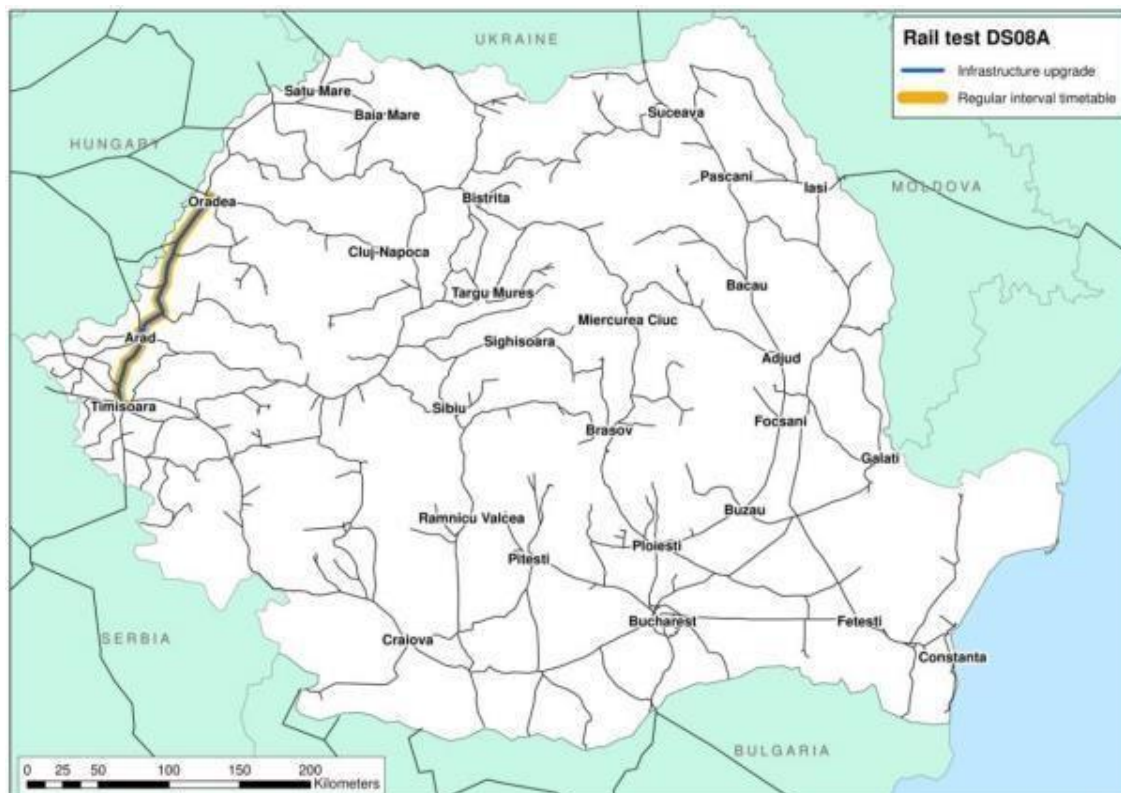 UKRAINE
Rail test DS08A
Infrastructure upgrade
Regular interval timetable
Satu Mare
Baia Mare
Suceava
HUNGARY
Pascani
Iasi
MOLDOVA
Oradea
Bistrita
Cluj-Napoca
Bacau
Targu Mures
Miercurea Ciuc
Arad
Sighisoara
Adjud
Timisoara
Sibiu
Brasov
Focsani
Galati
Ramnicu Valcea
Buzau
Pitesti
Ploiesti
Bucharest
Fetesti
SERBIA
Craiova
Constanta
BULGARIA
0 25 50 100 150 200
Kilometers